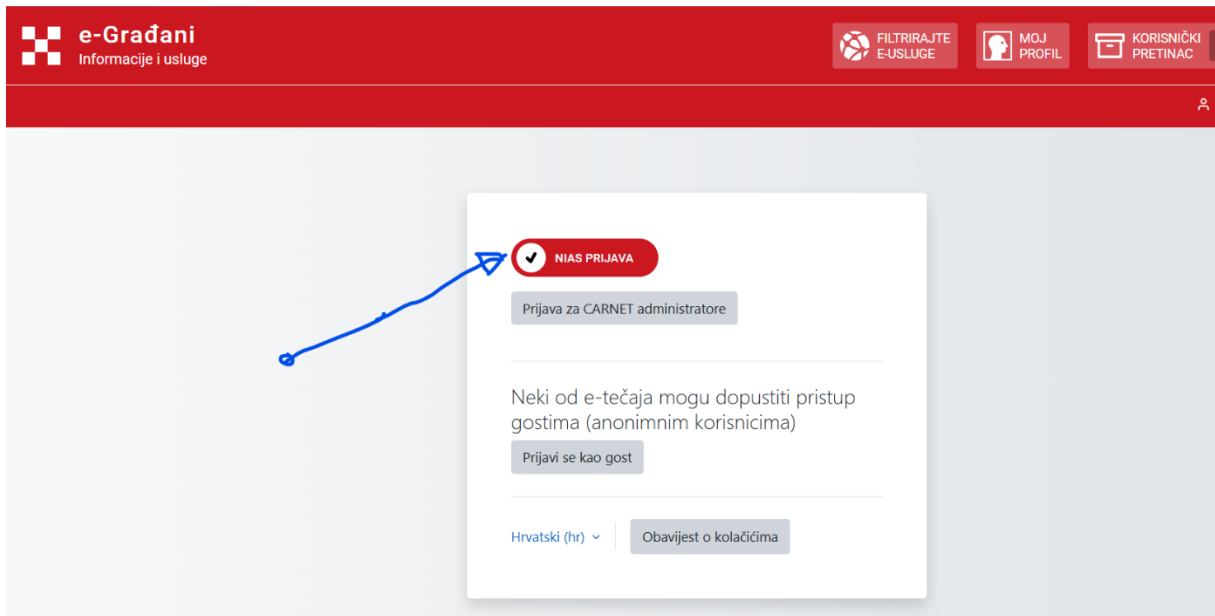 e-Građani
Informacije i usluge
FILTRIRAJTE
E-USLUGE
MOJ
PROFIL
KORISNIČKI
PRETINAC
NIAS PRIJAVA
Prijava za CARNET administratore
Neki od e-tečaja mogu dopustiti pristup
gostima (anonimnim korisnicima)
Prijavi se kao gost
Hrvatski (hr)
Obavijest o kolačićima